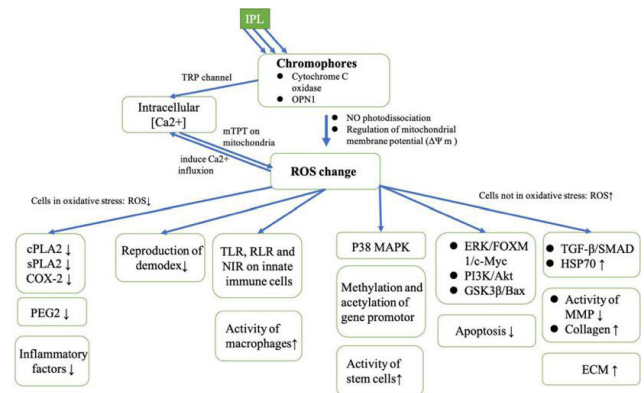 IPL
Chromophores
● Cytochrome C
oxidase
● OPN1
TRP channel
Intracellular
[Ca2+]
mTPT on
mitochondria
induce Ca2+
influxion
● NO photodissociation
● Regulation of mitochondrial
membrane potential (ΔΨ m )
ROS change
Cells in oxidative stress: ROS↓
Cells not in oxidative stress: ROS↑
cPLA2 ↓
sPLA2 ↓
COX-2 ↓
PEG2 ↓
Inflammatory
factors ↓
Reproduction of
demodex↓
TLR, RLR and
NIR on innate
immune cells
Activity of
macrophages↑
P38 MAPK
Methylation and
acetylation of
gene promotor
Activity of
stem cells↑
● ERK/FOXM
1/c-Myc
● PI3K/Akt
● GSK3β/Bax
Apoptosis ↓
● TGF-β/SMAD
● HSP70 ↑
● Activity of
MMP ↓
● Collagen ↑
ECM ↑